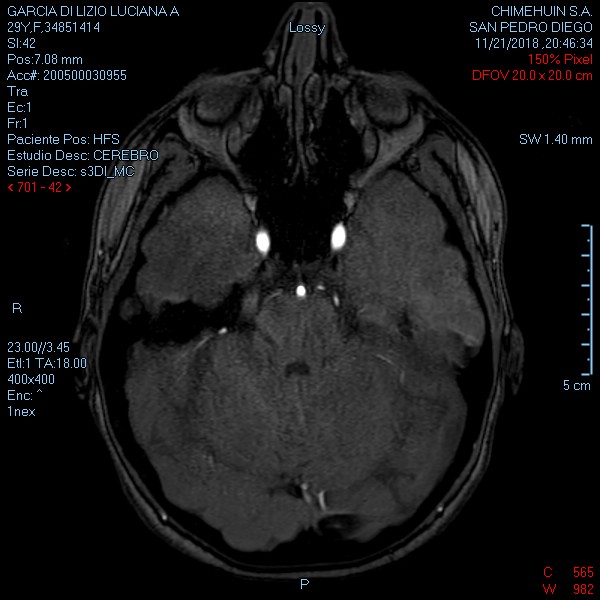 GARCIA DI LIZIO LUCIANA A
29Y,F,34851414
Sl:42
Pos:7.08 mm
Acc#: 200500030955
Tra
Ec:1
Fr:1
Paciente Pos: HFS
Estudio Desc: CEREBRO
Serie Desc: s3DI_MC
< 701 - 42 >
Lossy
CHIMEHUIN S.A.
SAN PEDRO DIEGO
11/21/2018 ,20:46:34
150% Pixel
DFOV 20.0 x 20.0 cm
SW 1.40 mm
R
23.00//3.45
Etl:1 TA:18.00
400x400
Enc: ^
1nex
5 cm
P
C 565
W 982